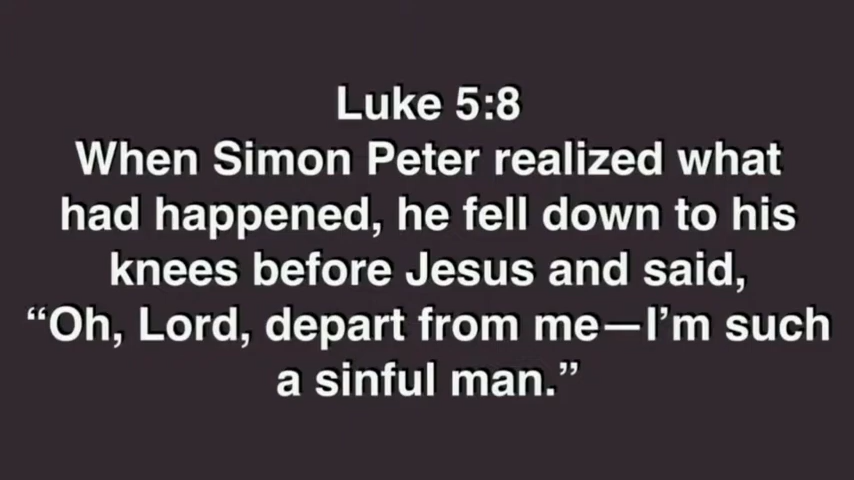 Luke 5:8
When Simon Peter realized what
had happened, he fell down to his
knees before Jesus and said,
“Oh, Lord, depart from me—I’m such
a sinful man.”